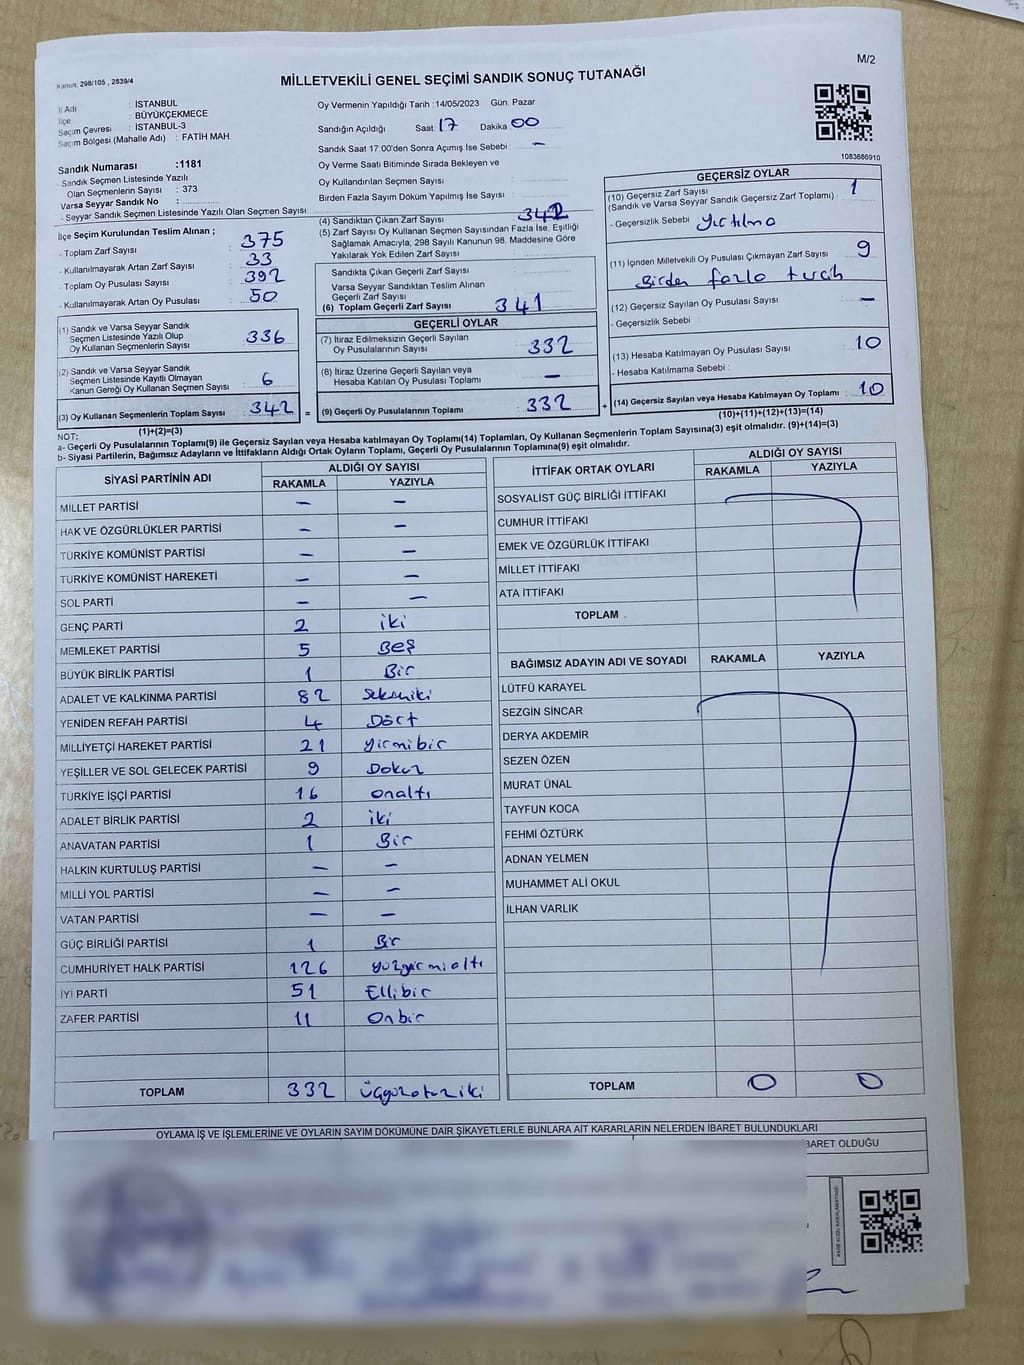 M/2
Kanun, 298/105 , 2839/4
MİLLETVEKİLİ GENEL SEÇİMİ SANDIK SONUÇ TUTANAĞI
İl Adı : İSTANBUL
İlçe : BÜYÜKÇEKMECE
Seçim Çevresi : İSTANBUL-3
Seçim Bölgesi (Mahalle Adı) : FATİH MAH.
Sandık Numarası :1181
- Sandık Seçmen Listesinde Yazılı
Olan Seçmenlerin Sayısı : 373
Varsa Seyyar Sandık No :
- Seyyar Sandık Seçmen Listesinde Yazılı Olan Seçmen Sayısı :
İlçe Seçim Kurulundan Teslim Alınan ;
- Toplam Zarf Sayısı : 375
- Kullanılmayarak Artan Zarf Sayısı : 33
- Toplam Oy Pusulası Sayısı : 392
- Kullanılmayarak Artan Oy Pusulası : 50
(1) Sandık ve Varsa Seyyar Sandık
Seçmen Listesinde Yazılı Olup
Oy Kullanan Seçmenlerin Sayısı : 336
(2) Sandık ve Varsa Seyyar Sandık
Seçmen Listesinde Kayıtlı Olmayan
Kanun Gereği Oy Kullanan Seçmen Sayısı : 6
(3) Oy Kullanan Seçmenlerin Toplam Sayısı : 342 =
(1)+(2)=(3)
Oy Vermenin Yapıldığı Tarih :14/05/2023 Gün: Pazar
Sandığın Açıldığı Saat 17 Dakika 00
Sandık Saat 17:00'den Sonra Açımış İse Sebebi : —
Oy Verme Saati Bitiminde Sırada Bekleyen ve
Oy Kullandırılan Seçmen Sayısı :
Birden Fazla Sayım Döküm Yapılmış İse Sayısı :
(4) Sandıktan Çıkan Zarf Sayısı : 342
(5) Zarf Sayısı Oy Kullanan Seçmen Sayısından Fazla İse, Eşitliği
Sağlamak Amacıyla, 298 Sayılı Kanunun 98. Maddesine Göre
Yakılarak Yok Edilen Zarf Sayısı :
Sandıkta Çıkan Geçerli Zarf Sayısı :
Varsa Seyyar Sandıktan Teslim Alınan
Geçerli Zarf Sayısı :
(6) Toplam Geçerli Zarf Sayısı : 341
GEÇERLİ OYLAR
(7) İtiraz Edilmeksizin Geçerli Sayılan
Oy Pusulalarının Sayısı : 332
(8) İtiraz Üzerine Geçerli Sayılan veya
Hesaba Katılan Oy Pusulası Toplamı : —
(9) Geçerli Oy Pusulalarının Toplamı : 332 +
1083686910
GEÇERSİZ OYLAR
(10) Geçersiz Zarf Sayısı : 1
(Sandık ve Varsa Seyyar Sandık Geçersiz Zarf Toplamı)
- Geçersizlik Sebebi : yırtılma
(11) İçinden Milletvekili Oy Pusulası Çıkmayan Zarf Sayısı : 9
Birden fazla tercih
(12) Geçersiz Sayılan Oy Pusulası Sayısı : —
- Geçersizlik Sebebi :
(13) Hesaba Katılmayan Oy Pusulası Sayısı : 10
- Hesaba Katılmama Sebebi :
(14) Geçersiz Sayılan veya Hesaba Katılmayan Oy Toplamı : 10
(10)+(11)+(12)+(13)=(14)
NOT:
a- Geçerli Oy Pusulalarının Toplamı(9) ile Geçersiz Sayılan veya Hesaba katılmayan Oy Toplamı(14) Toplamları, Oy Kullanan Seçmenlerin Toplam Sayısına(3) eşit olmalıdır. (9)+(14)=(3)
b- Siyasi Partilerin, Bağımsız Adayların ve İttifakların Aldığı Ortak Oyların Toplamı, Geçerli Oy Pusulalarının Toplamına(9) eşit olmalıdır.
SİYASİ PARTİNİN ADI ALDIĞI OY SAYISI
RAKAMLA YAZIYLA
MİLLET PARTİSİ — —
HAK VE ÖZGÜRLÜKLER PARTİSİ — —
TÜRKİYE KOMÜNİST PARTİSİ — —
TÜRKİYE KOMÜNİST HAREKETİ — —
SOL PARTİ — —
GENÇ PARTİ 2 iki
MEMLEKET PARTİSİ 5 Beş
BÜYÜK BİRLİK PARTİSİ 1 Bir
ADALET VE KALKINMA PARTİSİ 82 Seksen iki
YENİDEN REFAH PARTİSİ 4 Dört
MİLLİYETÇİ HAREKET PARTİSİ 21 yirmibir
YEŞİLLER VE SOL GELECEK PARTİSİ 9 Dokuz
TÜRKİYE İŞÇİ PARTİSİ 16 onaltı
ADALET BİRLİK PARTİSİ 2 iki
ANAVATAN PARTİSİ 1 Bir
HALKIN KURTULUŞ PARTİSİ — —
MİLLİ YOL PARTİSİ — —
VATAN PARTİSİ — —
GÜÇ BİRLİĞİ PARTİSİ 1 Bir
CUMHURİYET HALK PARTİSİ 126 yüzyirmialtı
İYİ PARTİ 51 Ellibir
ZAFER PARTİSİ 11 Onbir
TOPLAM 332 Üçyüzotuziki
İTTİFAK ORTAK OYLARI ALDIĞI OY SAYISI
RAKAMLA YAZIYLA
SOSYALİST GÜÇ BİRLİĞİ İTTİFAKI
CUMHUR İTTİFAKI
EMEK VE ÖZGÜRLÜK İTTİFAKI
MİLLET İTTİFAKI
ATA İTTİFAKI
TOPLAM
BAĞIMSIZ ADAYIN ADI VE SOYADI RAKAMLA YAZIYLA
LÜTFÜ KARAYEL
SEZGİN SİNCAR
DERYA AKDEMİR
SEZEN ÖZEN
MURAT ÜNAL
TAYFUN KOCA
FEHMİ ÖZTÜRK
ADNAN YELMEN
MUHAMMET ALİ OKUL
İLHAN VARLIK
TOPLAM 0 0
OYLAMA İŞ VE İŞLEMLERİNE VE OYLARIN SAYIM DÖKÜMÜNE DAİR ŞİKAYETLERLE BUNLARA AİT KARARLARIN NELERDEN İBARET BULUNDUKLARI
BARET OLDUĞU